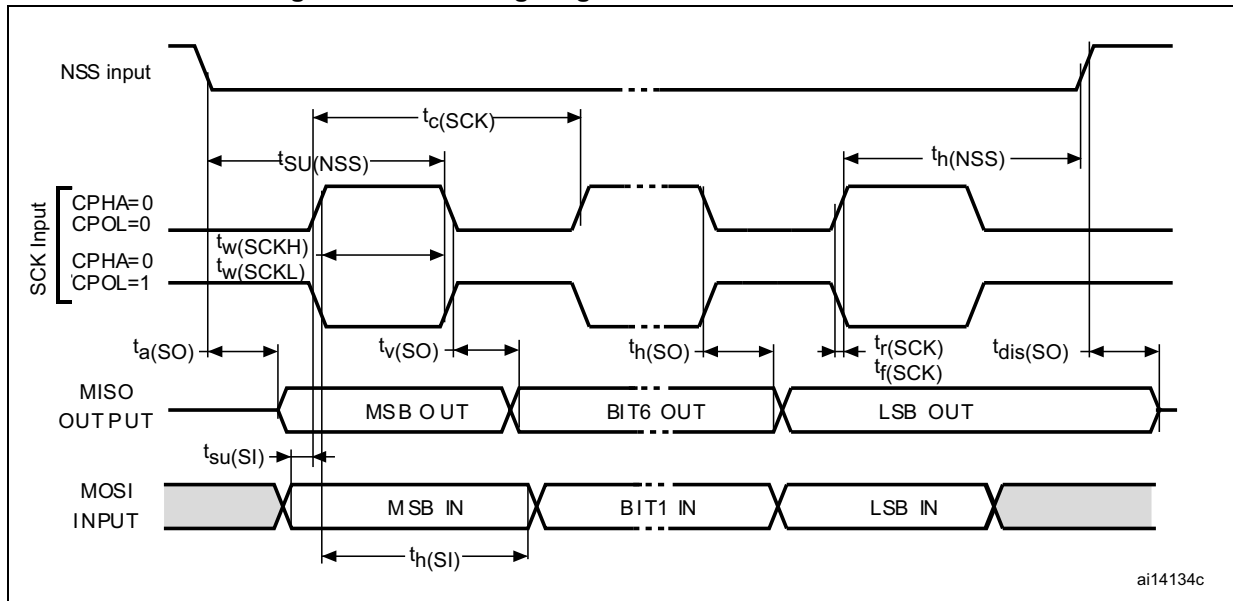 NSS input
tc(SCK)
tSU(NSS)
th(NSS)
SCK Input
CPHA=0
CPOL=0
tw(SCKH)
CPHA=0
tw(SCKL)
CPOL=1
ta(SO)
tv(SO)
th(SO)
tr(SCK)
tf(SCK)
tdis(SO)
MISO
OUTPUT
MSB OUT
BIT6 OUT
LSB OUT
tsu(SI)
MOSI
INPUT
MSB IN
BIT1 IN
LSB IN
th(SI)
ai14134c